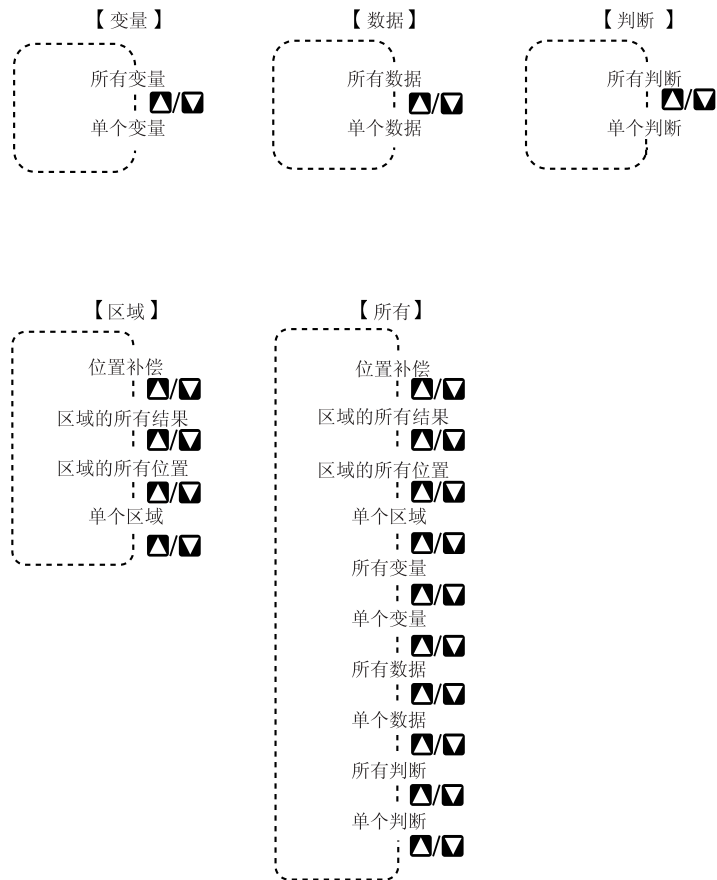 【变量】
所有变量
▲/▼
单个变量
【数据】
所有数据
▲/▼
单个数据
【判断】
所有判断
▲/▼
单个判断
【区域】
位置补偿
▲/▼
区域的所有结果
▲/▼
区域的所有位置
▲/▼
单个区域
▲/▼
【所有】
位置补偿
▲/▼
区域的所有结果
▲/▼
区域的所有位置
▲/▼
单个区域
▲/▼
所有变量
▲/▼
单个变量
▲/▼
所有数据
▲/▼
单个数据
▲/▼
所有判断
▲/▼
单个判断
▲/▼